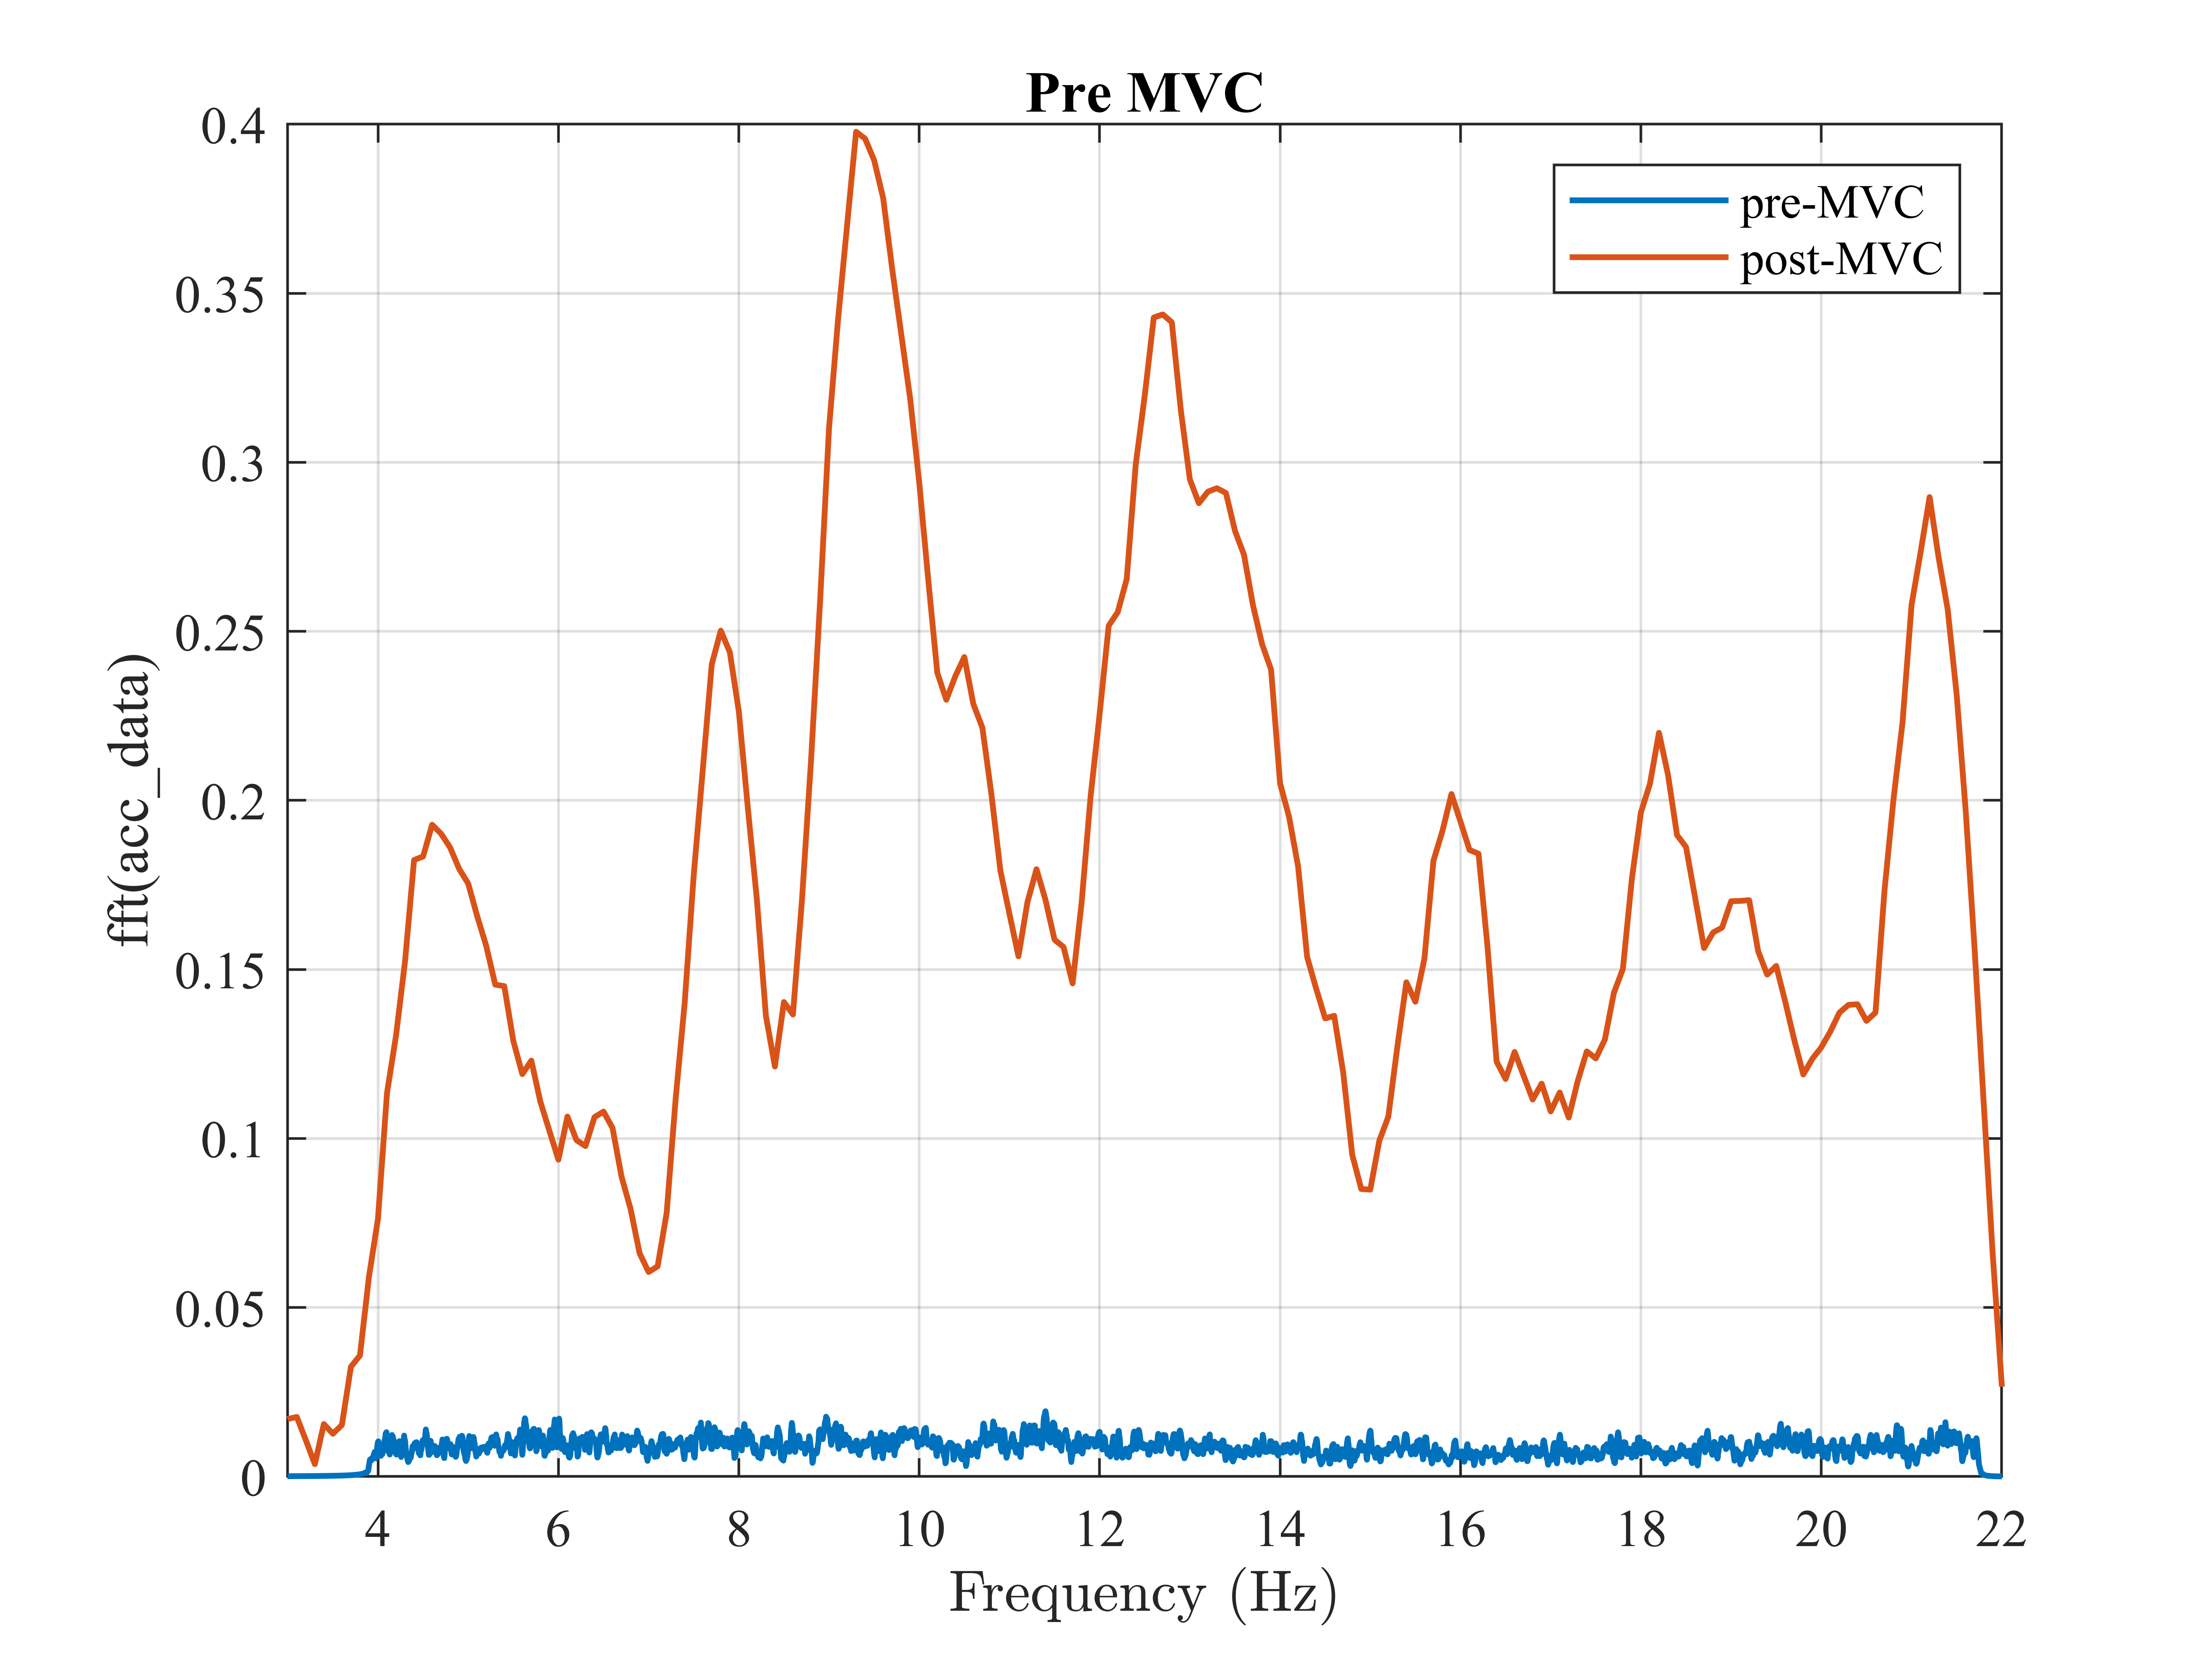 Pre MVC
0.4
0.35
0.3
0.25
0.2
0.15
0.1
0.05
0
fft(acc_data)
pre-MVC
post-MVC
4 6 8 10 12 14 16 18 20 22
Frequency (Hz)